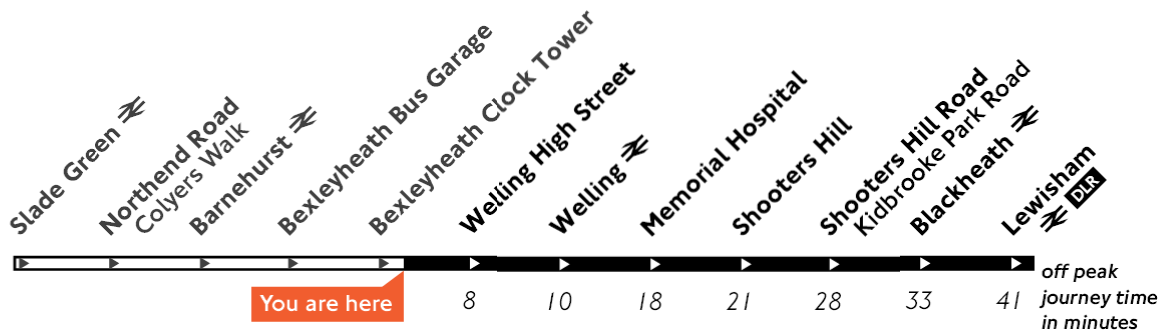 Slade Green
Northend Road
Colyers Walk
Barnehurst
Bexleyheath Bus Garage
Bexleyheath Clock Tower
Welling High Street
Welling
Memorial Hospital
Shooters Hill
Shooters Hill Road
Kidbrooke Park Road
Blackheath
Lewisham
DLR
You are here
8 10 18 21 28 33 41
off peak
journey time
in minutes